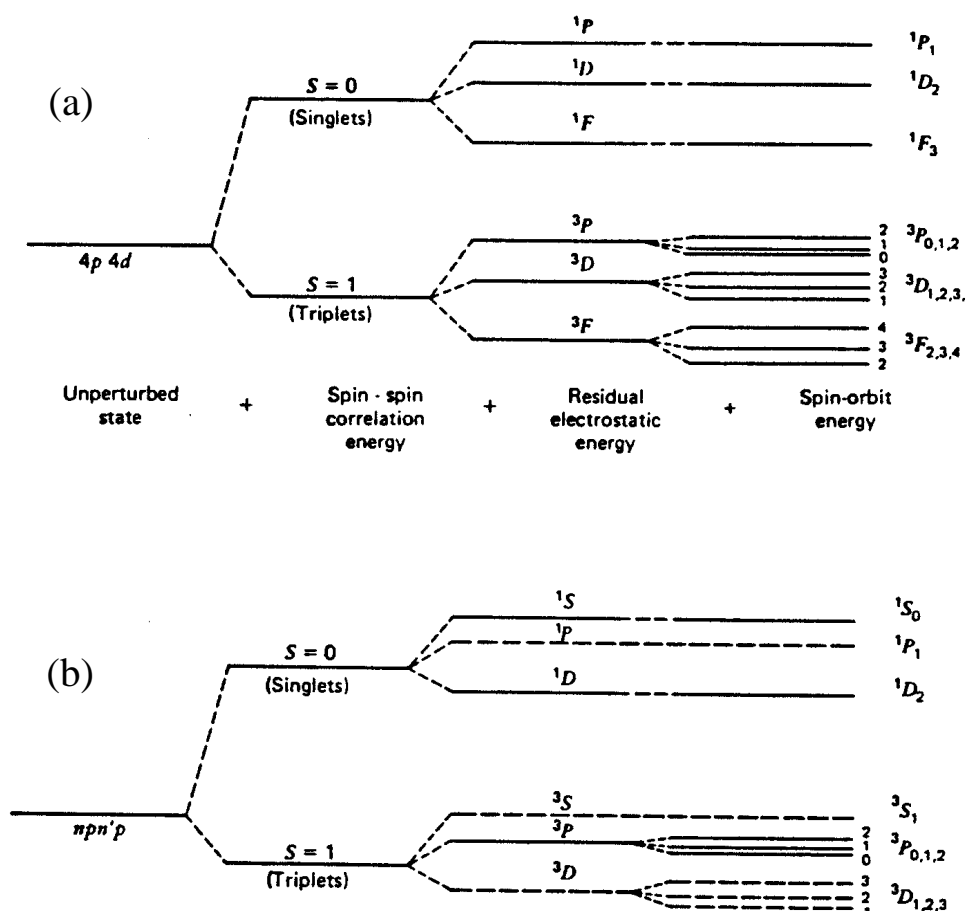 (a)
¹P
¹P₁
¹D
¹D₂
S = 0
(Singlets)
¹F
¹F₃
4p 4d
S = 1
(Triplets)
³P
2
1
0
³P₀,₁,₂
³D
3
2
1
³D₁,₂,₃,
³F
4
3
2
³F₂,₃,₄
Unperturbed
state
+
Spin - spin
correlation
energy
+
Residual
electrostatic
energy
+
Spin-orbit
energy
(b)
¹S
¹S₀
¹P
¹P₁
S = 0
(Singlets)
¹D
¹D₂
npn'p
S = 1
(Triplets)
³S
³S₁
³P
2
1
0
³P₀,₁,₂
³D
3
2
³D₁,₂,₃